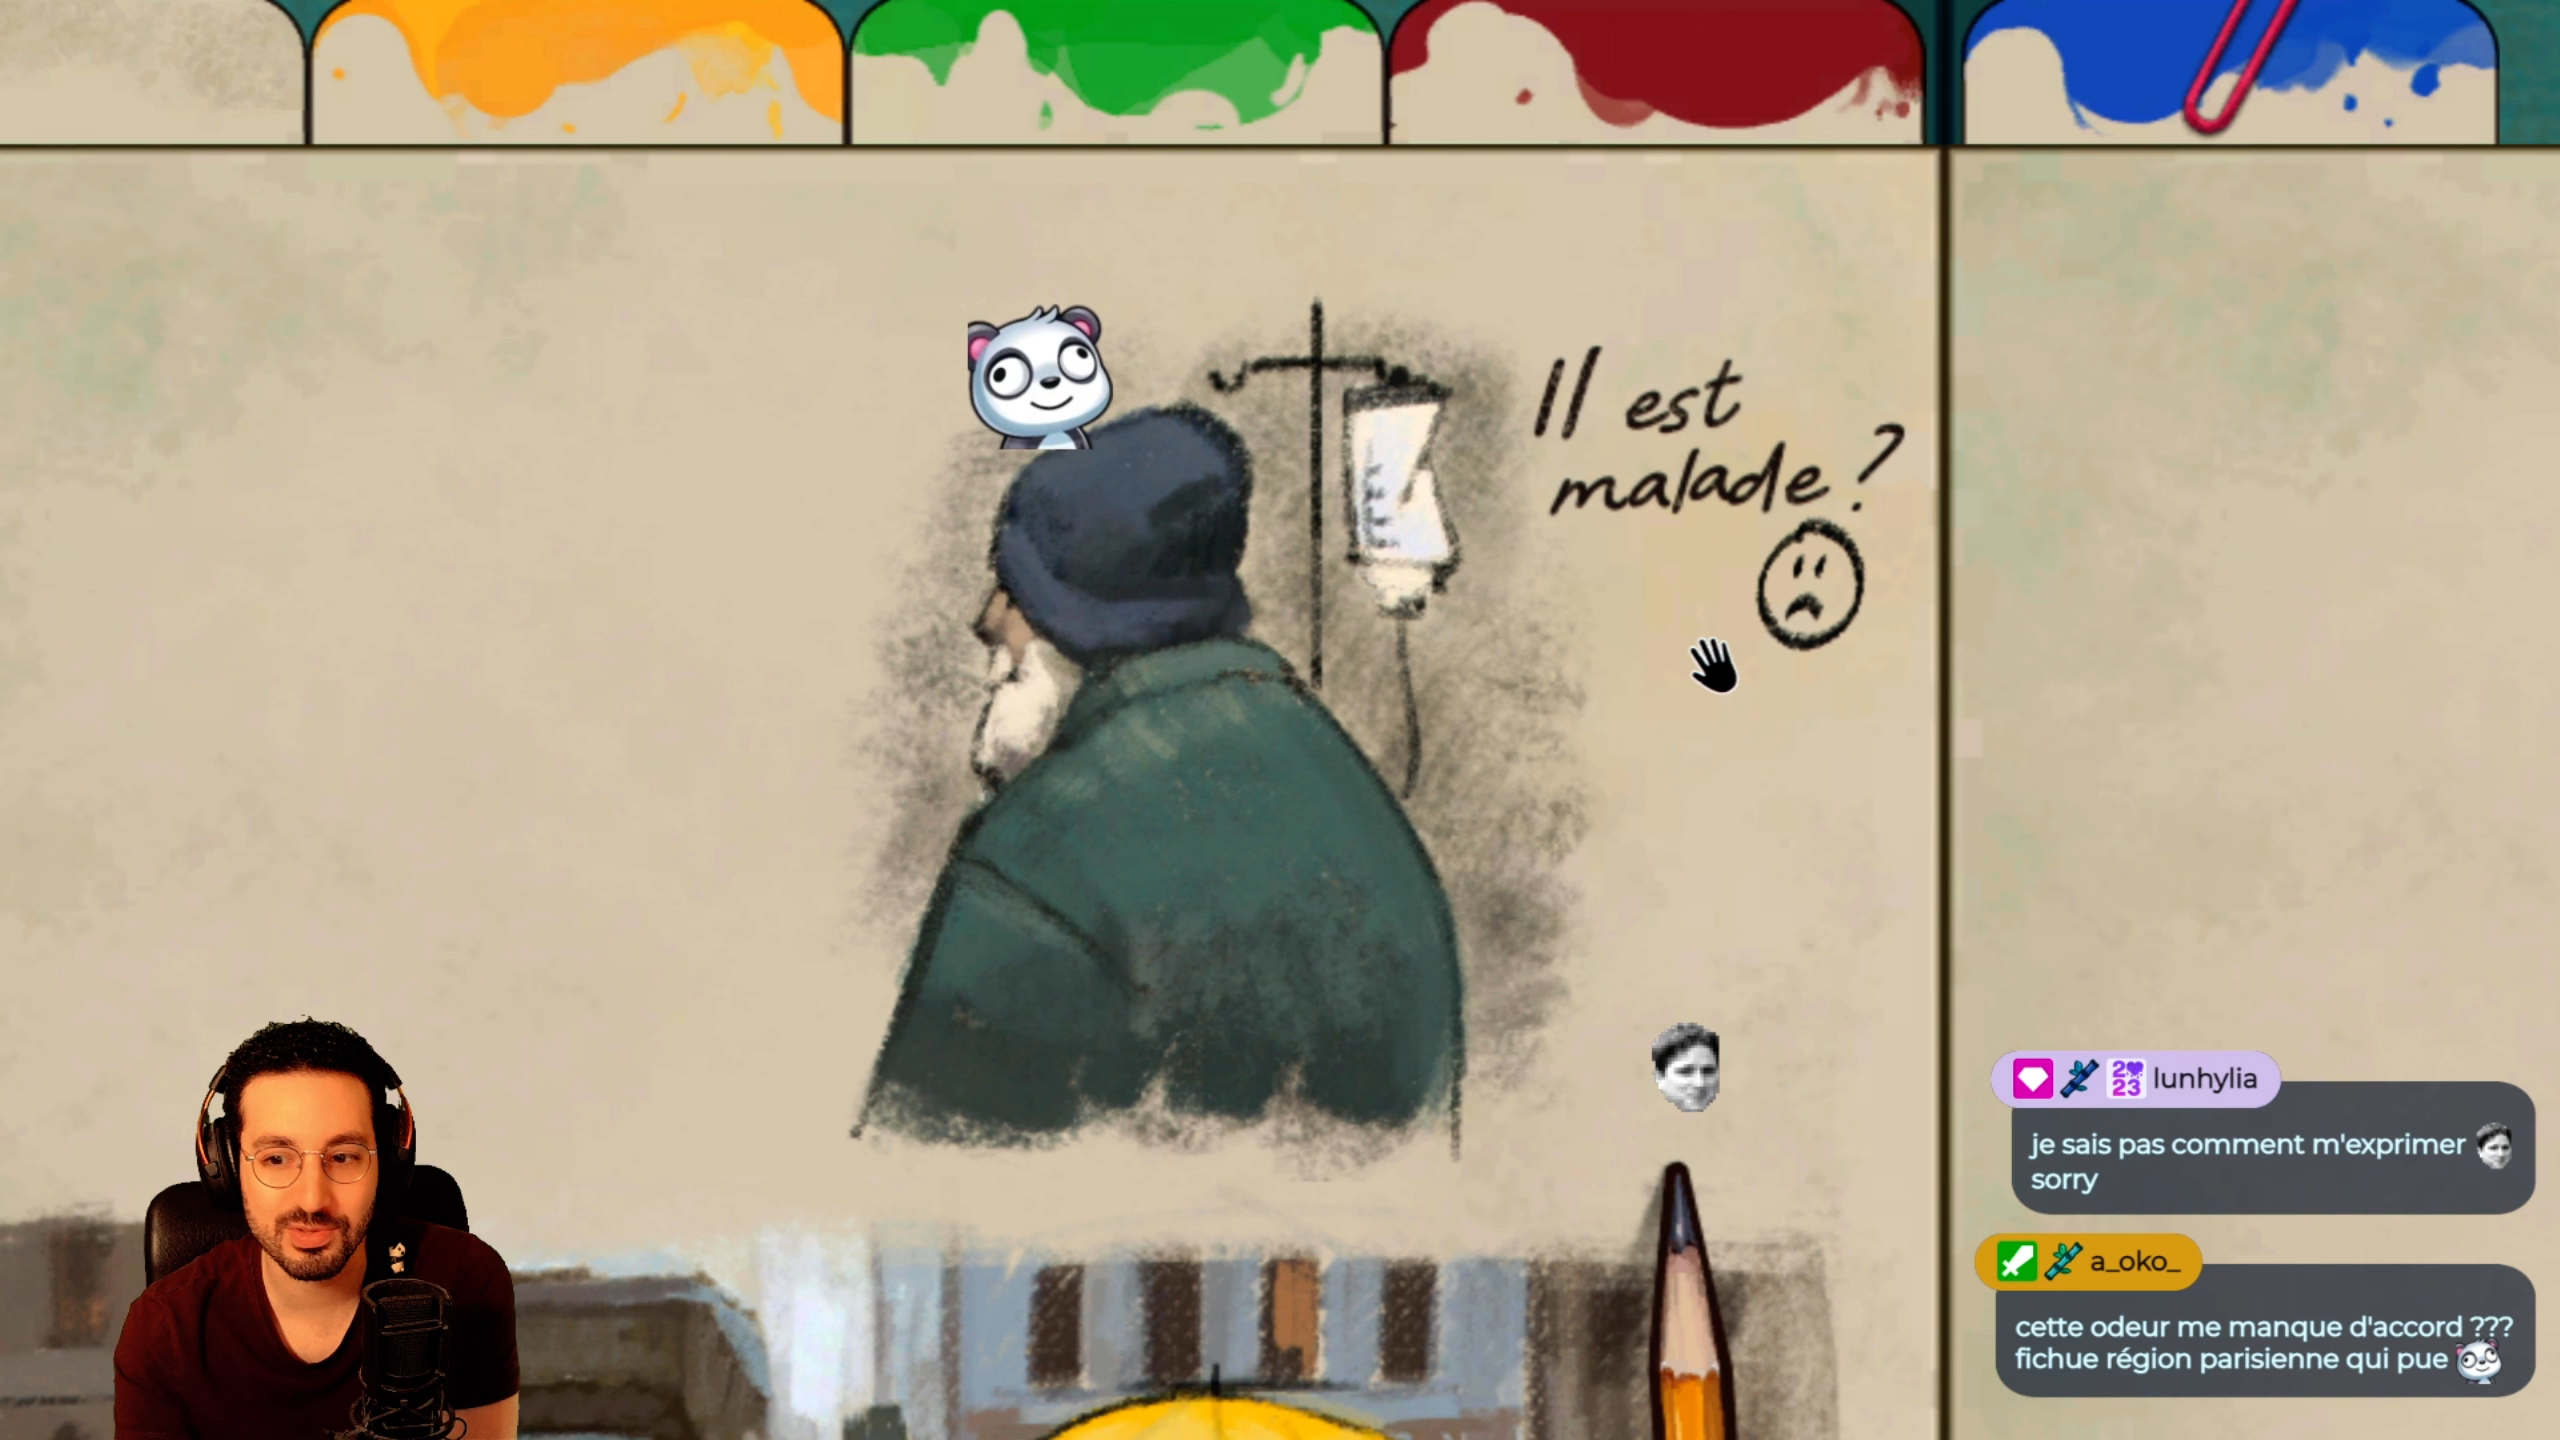 Il est
malade ?
2023 lunhylia
je sais pas comment m'exprimer
sorry
a_oko_
cette odeur me manque d'accord ???
fichue région parisienne qui pue